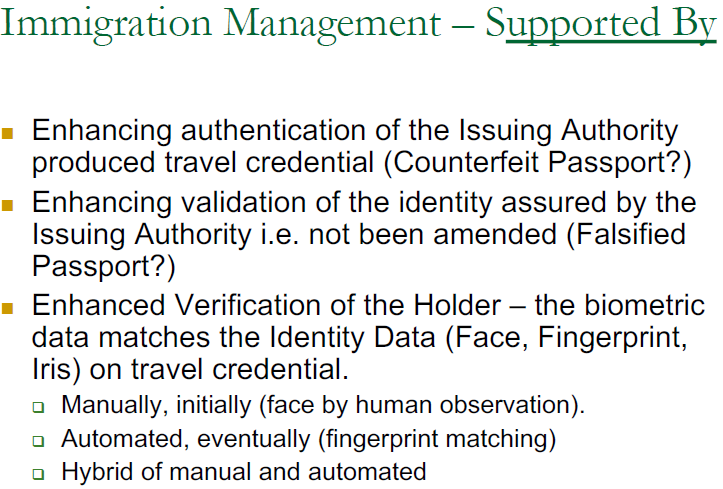 Immigration Management – Supported By
Enhancing authentication of the Issuing Authority
produced travel credential (Counterfeit Passport?)
Enhancing validation of the identity assured by the
Issuing Authority i.e. not been amended (Falsified
Passport?)
Enhanced Verification of the Holder – the biometric
data matches the Identity Data (Face, Fingerprint,
Iris) on travel credential.
Manually, initially (face by human observation).
Automated, eventually (fingerprint matching)
Hybrid of manual and automated